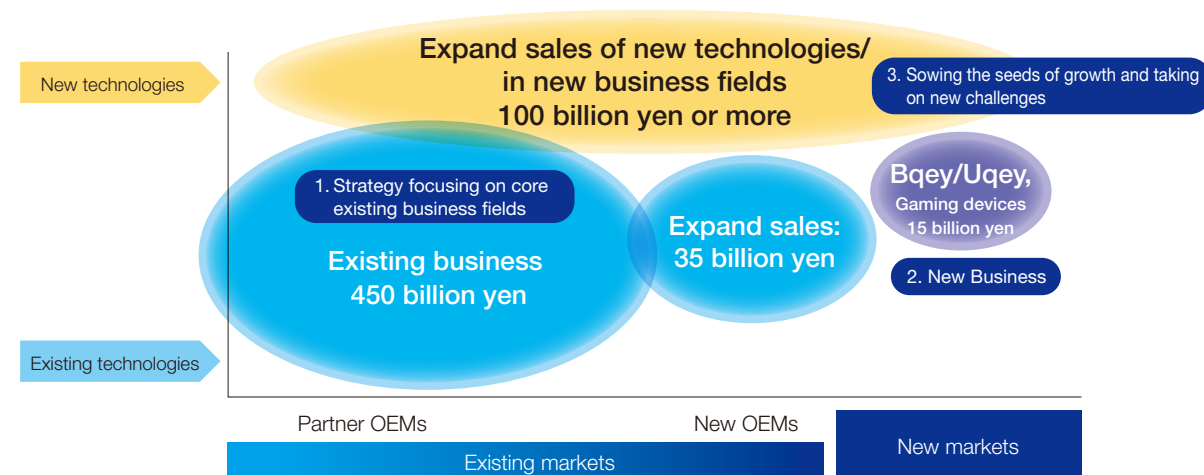 Expand sales of new technologies/
in new business fields
100 billion yen or more
New technologies
3. Sowing the seeds of growth and taking
on new challenges
1. Strategy focusing on core
existing business fields
Bqey/Uqey,
Gaming devices
15 billion yen
Expand sales:
35 billion yen
Existing business
450 billion yen
2. New Business
Existing technologies
Partner OEMs
New OEMs
Existing markets
New markets